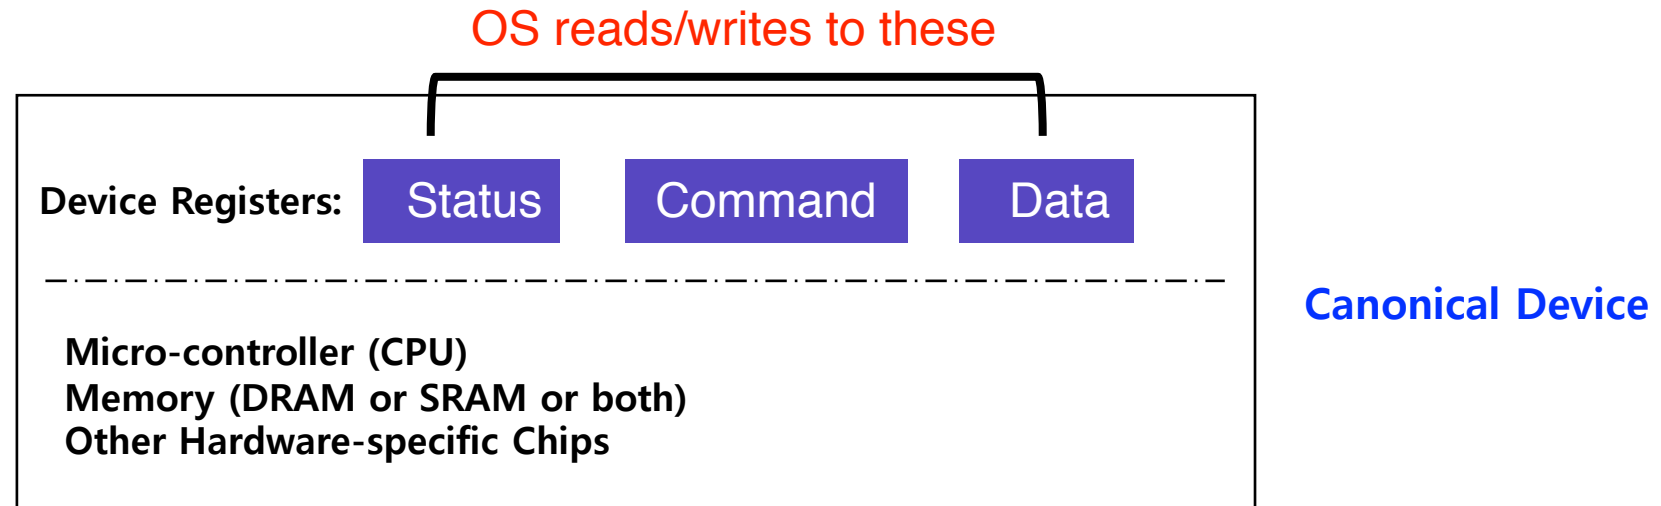 OS reads/writes to these
Device Registers: Status Command Data
Canonical Device
Micro-controller (CPU)
Memory (DRAM or SRAM or both)
Other Hardware-specific Chips